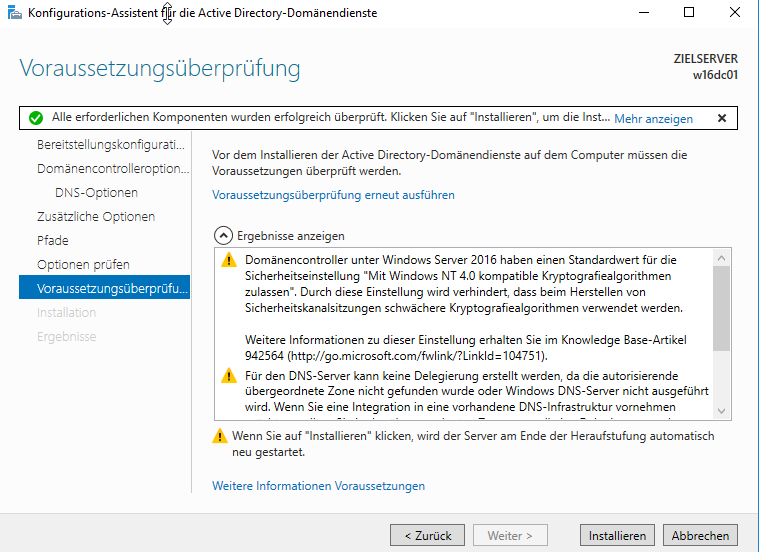 Konfigurations-Assistent für die Active Directory-Domänendienste
Voraussetzungsüberprüfung
ZIELSERVER
w16dc01
Alle erforderlichen Komponenten wurden erfolgreich überprüft. Klicken Sie auf "Installieren", um die Inst...
Mehr anzeigen
Bereitstellungskonfigurati...
Domänencontrolleroption...
DNS-Optionen
Zusätzliche Optionen
Pfade
Optionen prüfen
Voraussetzungsüberprüfu...
Installation
Ergebnisse
Vor dem Installieren der Active Directory-Domänendienste auf dem Computer müssen die
Voraussetzungen überprüft werden.
Voraussetzungsüberprüfung erneut ausführen
Ergebnisse anzeigen
Domänencontroller unter Windows Server 2016 haben einen Standardwert für die
Sicherheitseinstellung "Mit Windows NT 4.0 kompatible Kryptografiealgorithmen
zulassen". Durch diese Einstellung wird verhindert, dass beim Herstellen von
Sicherheitskanalsitzungen schwächere Kryptografiealgorithmen verwendet werden.
Weitere Informationen zu dieser Einstellung erhalten Sie im Knowledge Base-Artikel
942564 (http://go.microsoft.com/fwlink/?LinkId=104751).
Für den DNS-Server kann keine Delegierung erstellt werden, da die autorisierende
übergeordnete Zone nicht gefunden wurde oder Windows DNS-Server nicht ausgeführt
wird. Wenn Sie eine Integration in eine vorhandene DNS-Infrastruktur vornehmen
Wenn Sie auf "Installieren" klicken, wird der Server am Ende der Heraufstufung automatisch
neu gestartet.
Weitere Informationen Voraussetzungen
< Zurück
Weiter >
Installieren
Abbrechen